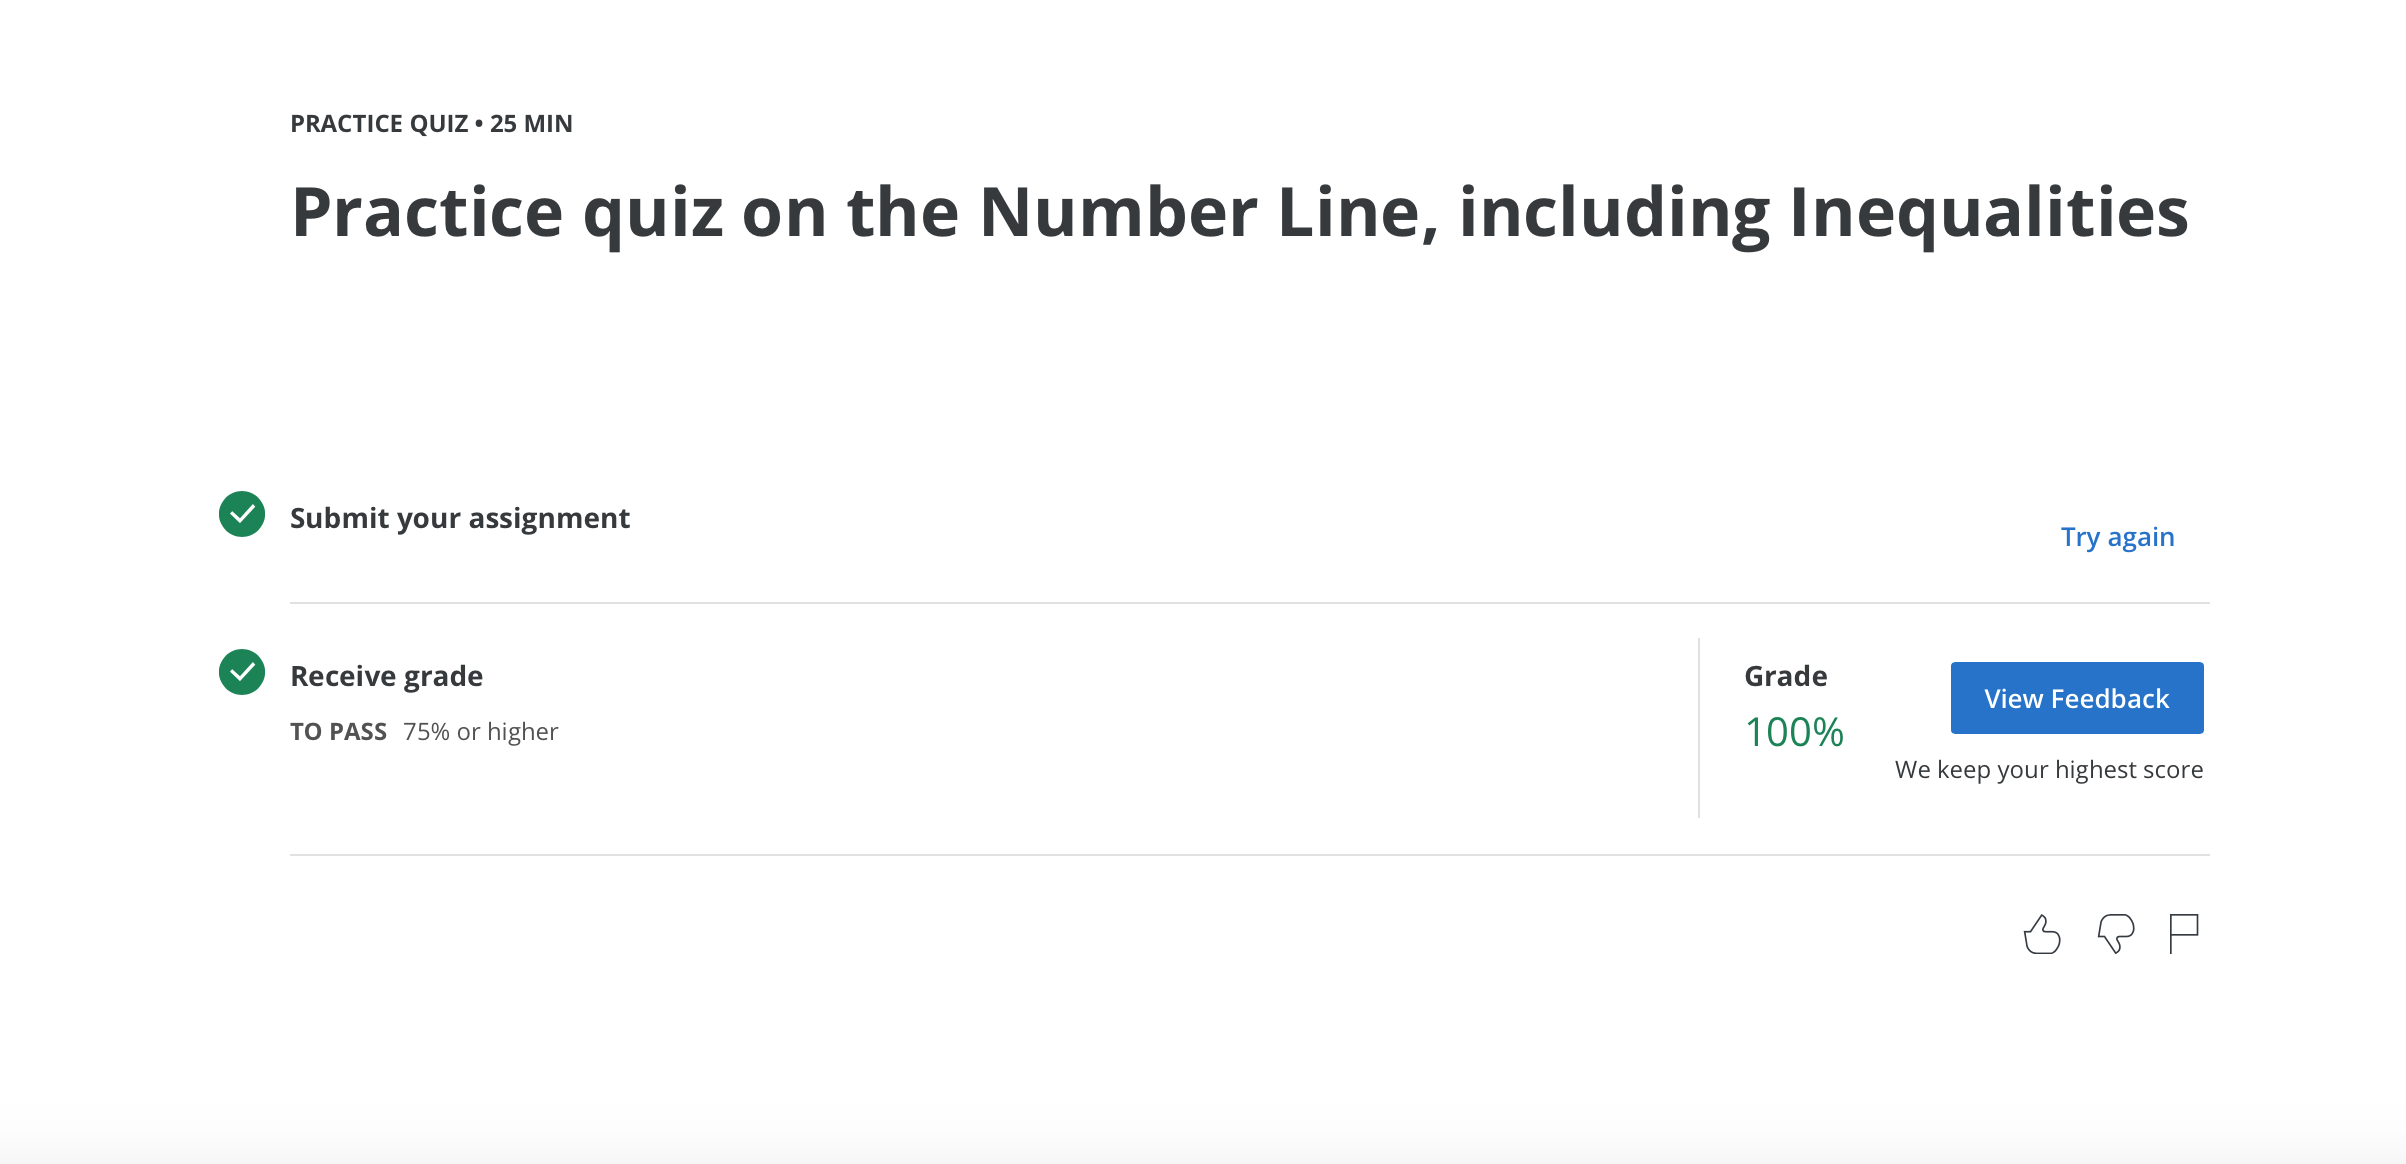 PRACTICE QUIZ • 25 MIN
Practice quiz on the Number Line, including Inequalities
Submit your assignment
Try again
Receive grade
TO PASS 75% or higher
Grade
100%
View Feedback
We keep your highest score